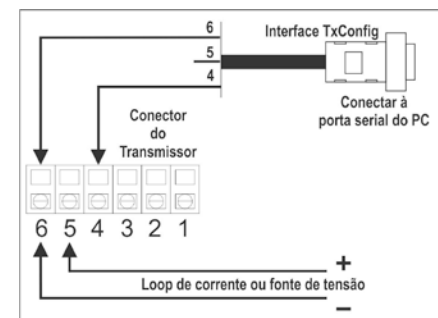 6
Interface TxConfig
5
4
Conectar à
porta serial do PC
Conector
do
Transmissor
6 5 4 3 2 1
+
Loop de corrente ou fonte de tensão
–